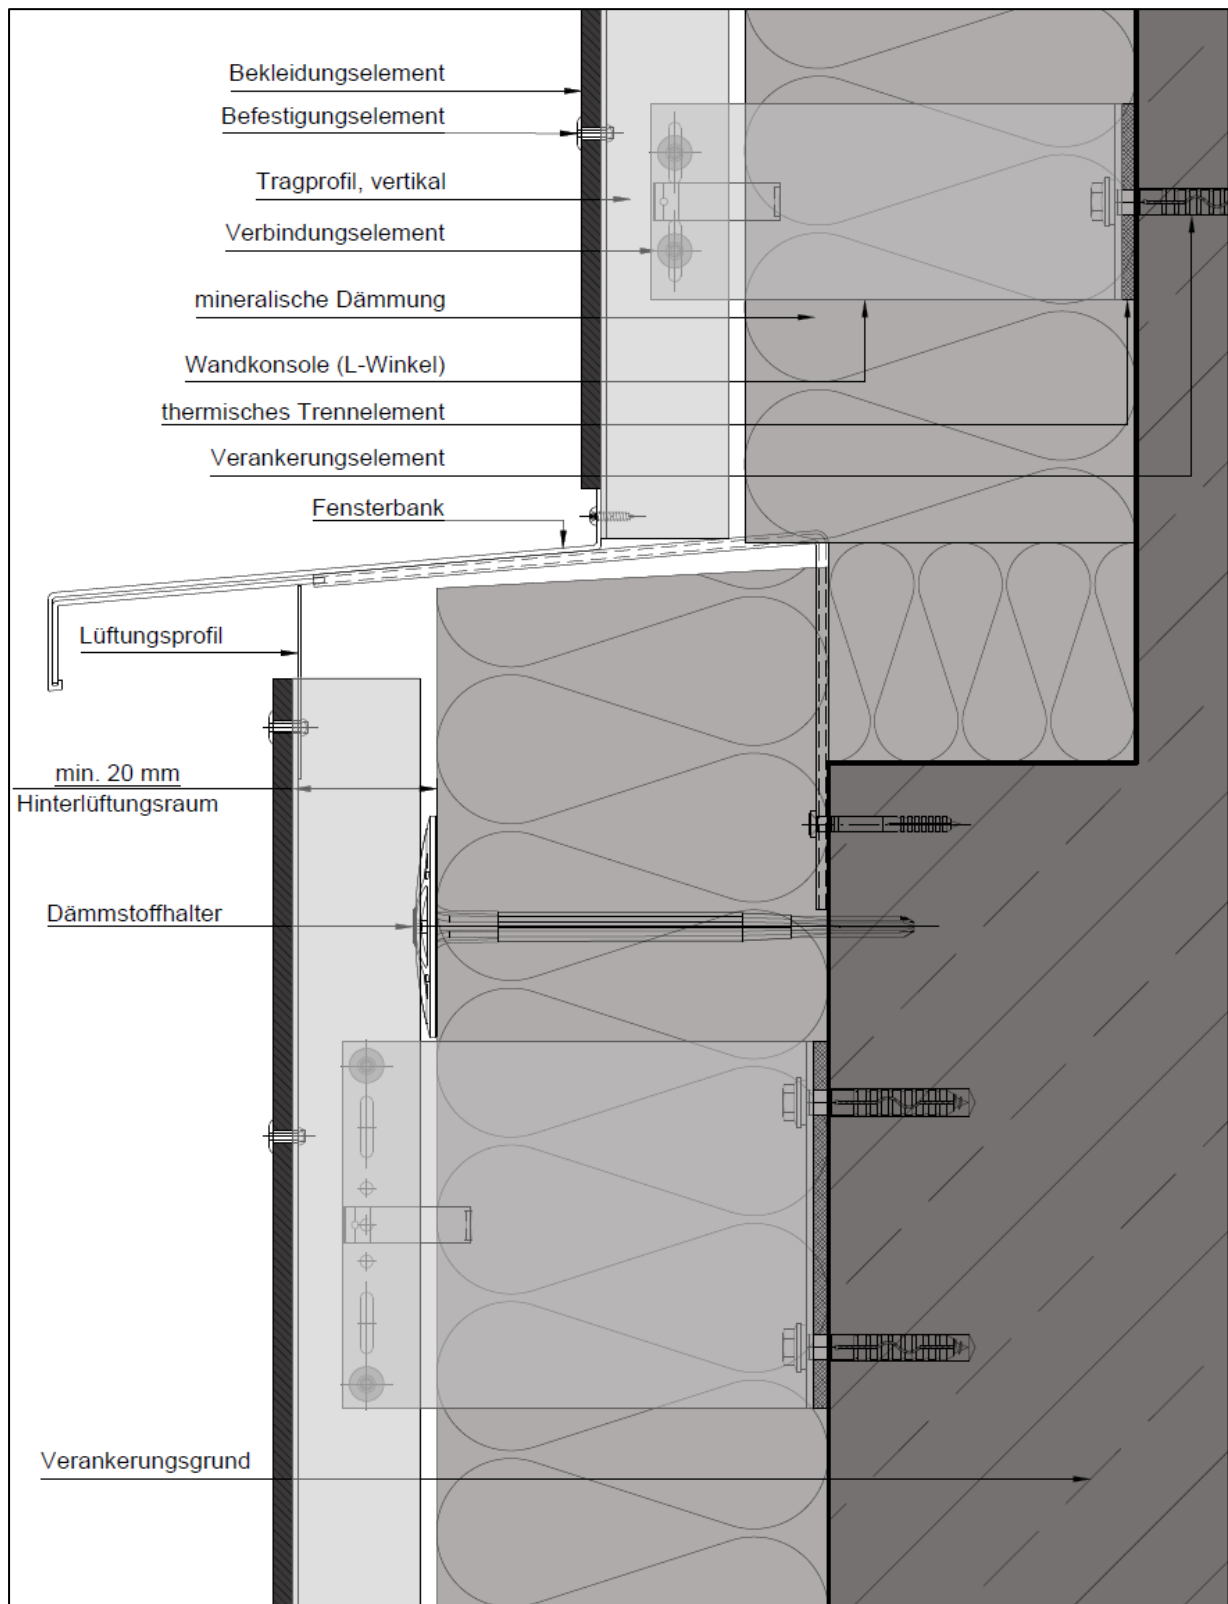 Bekleidungselement
Befestigungselement
Tragprofil, vertikal
Verbindungselement
mineralische Dämmung
Wandkonsole (L-Winkel)
thermisches Trennelement
Verankerungselement
Fensterbank
Lüftungsprofil
min. 20 mm
Hinterlüftungsraum
Dämmstoffhalter
Verankerungsgrund